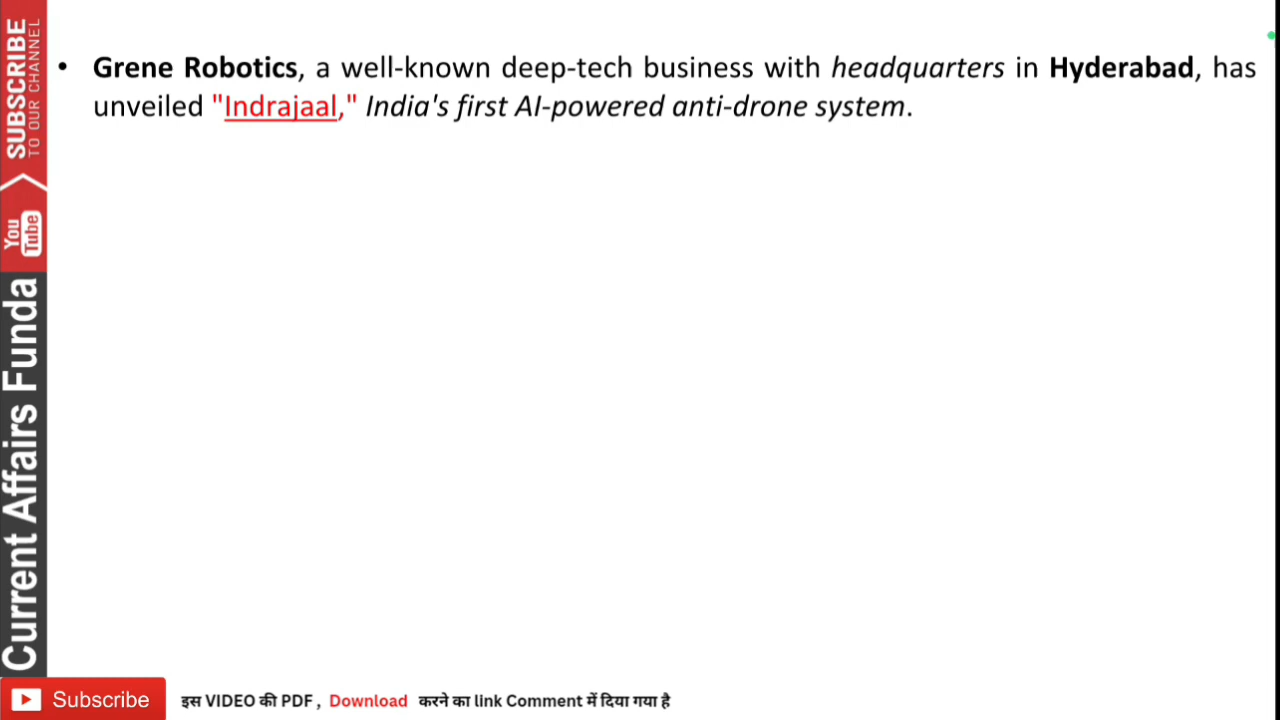 • Grene Robotics, a well-known deep-tech business with headquarters in Hyderabad, has
unveiled "Indrajaal," India's first AI-powered anti-drone system.
SUBSCRIBE
TO OUR CHANNEL
You
Tube
Current Affairs Funda
Subscribe
इस VIDEO की PDF , Download करने का link Comment में दिया गया है